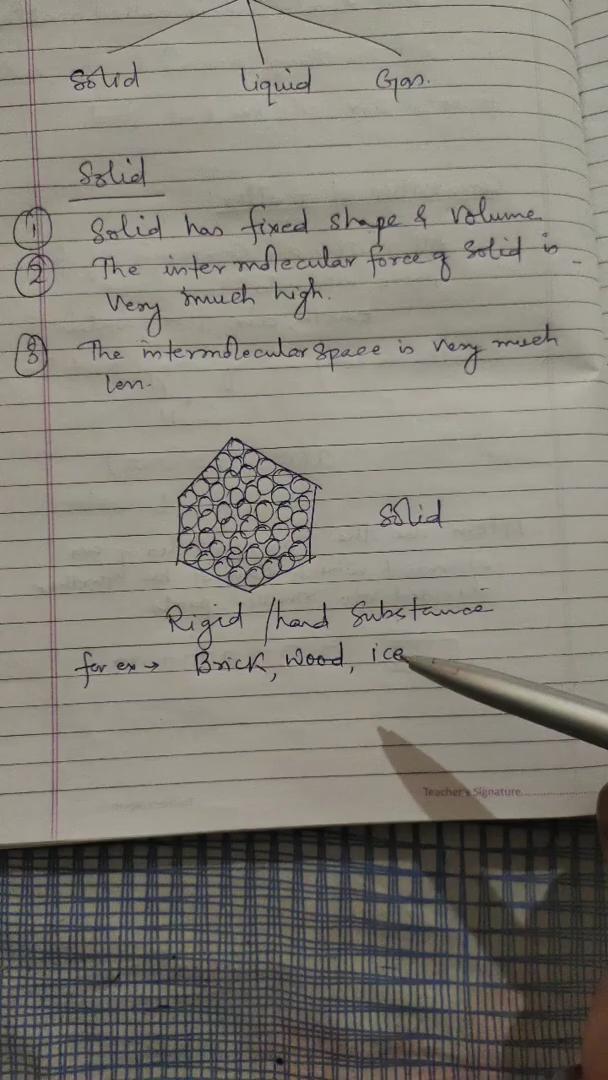 Solid Liquid Gas.
Solid
① Solid has fixed shape & volume
② The inter molecular force of solid is
very much high.
③ The intermolecular space is very much
less.
Solid
Rigid / hard Substance
for ex → Brick, wood, ice
Teacher's Signature